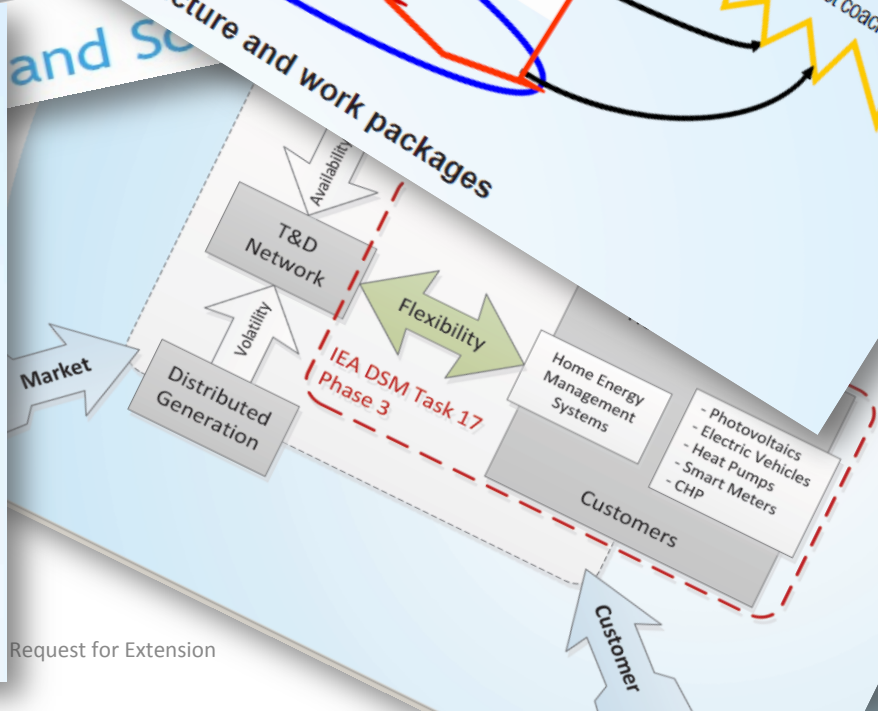 and
cture and work packages
Availability
T&D
Network
Flexibility
Volatility
Market
Distributed
Generation
IEA DSM Task 17
Phase 3
Home Energy
Management
Systems
- Photovoltaics
- Electric Vehicles
- Heat Pumps
- Smart Meters
- CHP
Customers
Customer
Request for Extension